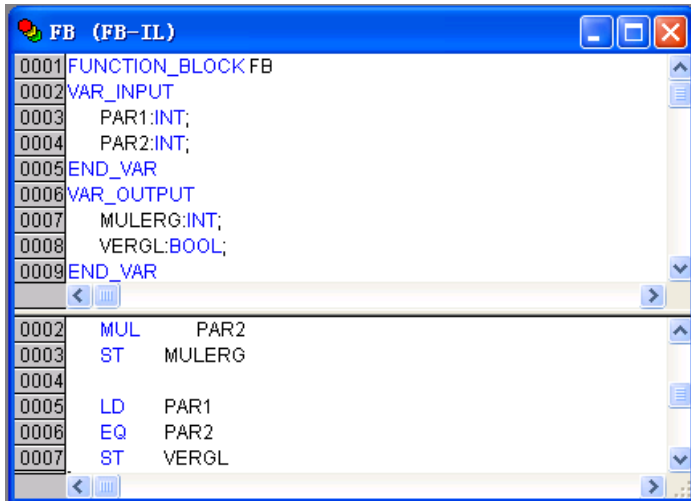 FB (FB-IL)
0001 FUNCTION_BLOCK FB
0002 VAR_INPUT
0003 PAR1:INT;
0004 PAR2:INT;
0005 END_VAR
0006 VAR_OUTPUT
0007 MULERG:INT;
0008 VERGL:BOOL;
0009 END_VAR
0002 MUL PAR2
0003 ST MULERG
0004
0005 LD PAR1
0006 EQ PAR2
0007 ST VERGL